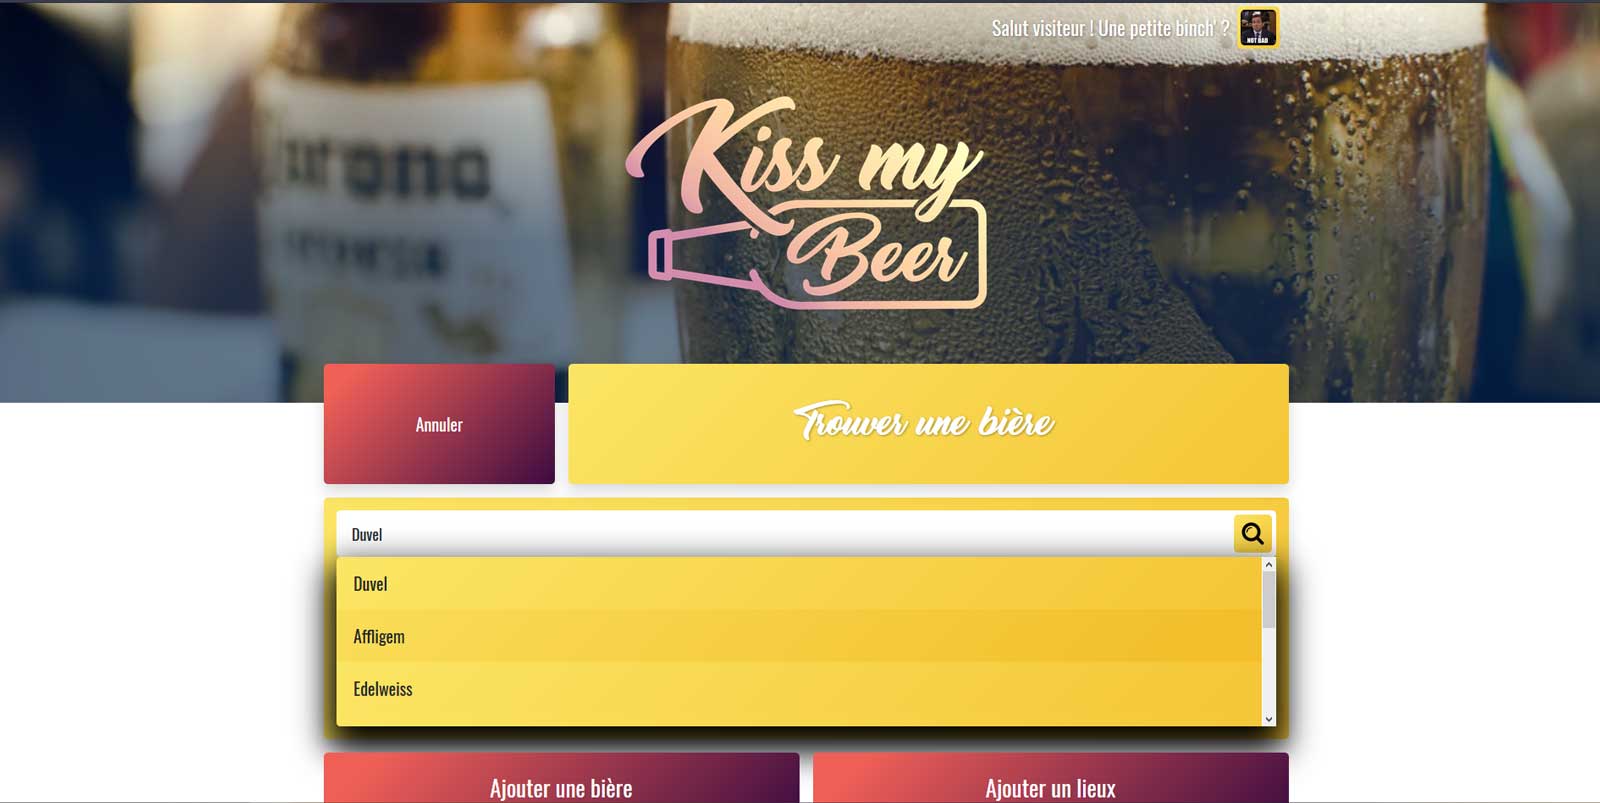 Salut visiteur ! Une petite binch' ?
NOT BAD
Kiss my
Beer
Annuler
Trouver une bière
Duvel
Duvel
Affligem
Edelweiss
Ajouter une bière
Ajouter un lieux